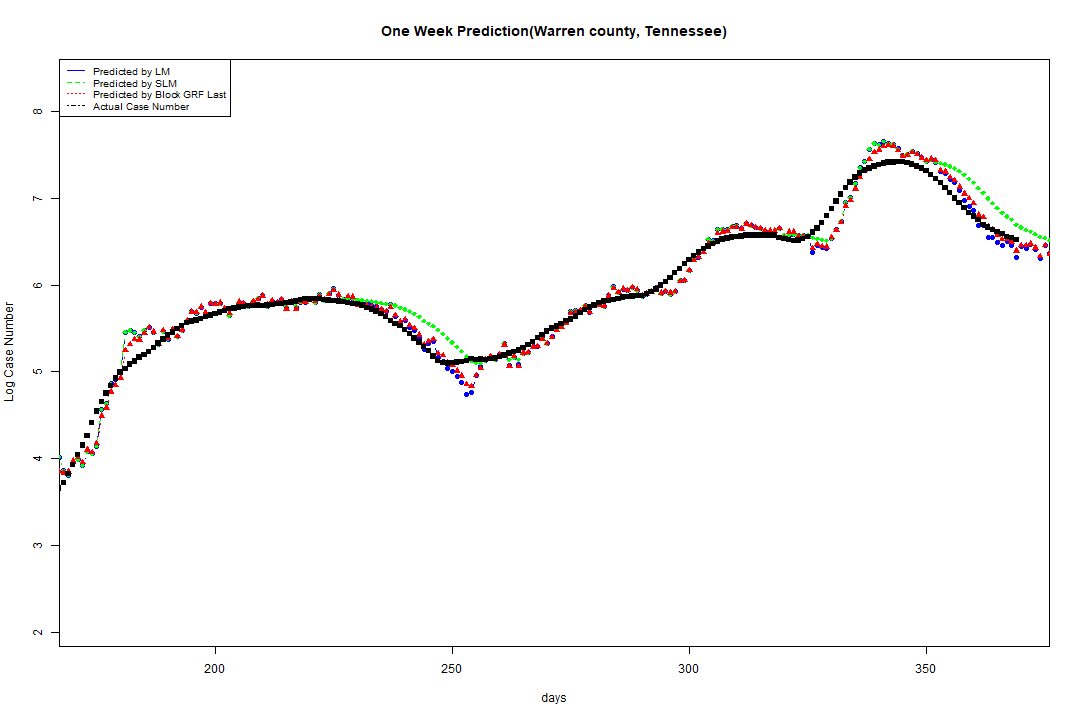 One Week Prediction(Warren county, Tennessee)
Predicted by LM
Predicted by SLM
Predicted by Block GRF Last
Actual Case Number
8
7
6
5
4
3
2
Log Case Number
200 250 300 350
days